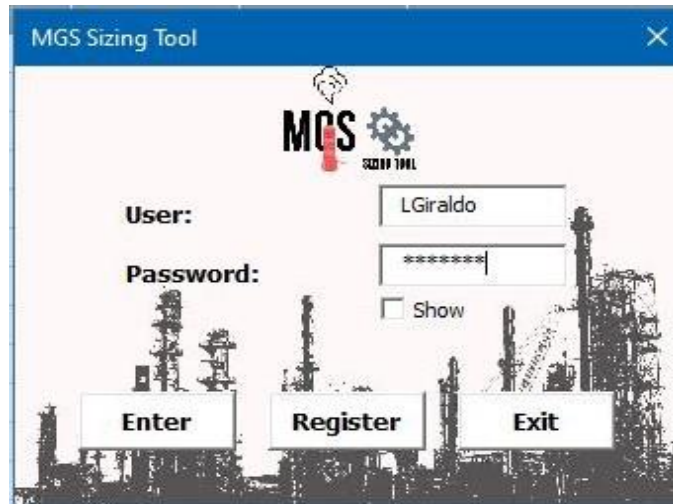 MGS Sizing Tool
MGS
SIZING TOOL
User:
LGiraldo
Password:
*******
Show
Enter
Register
Exit